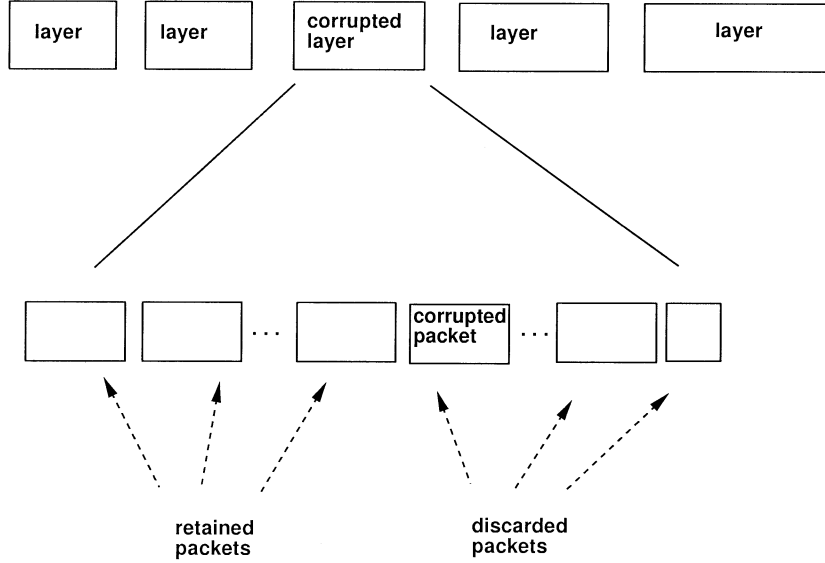 layer
layer
corrupted
layer
layer
layer
corrupted
packet
...
...
retained
packets
discarded
packets